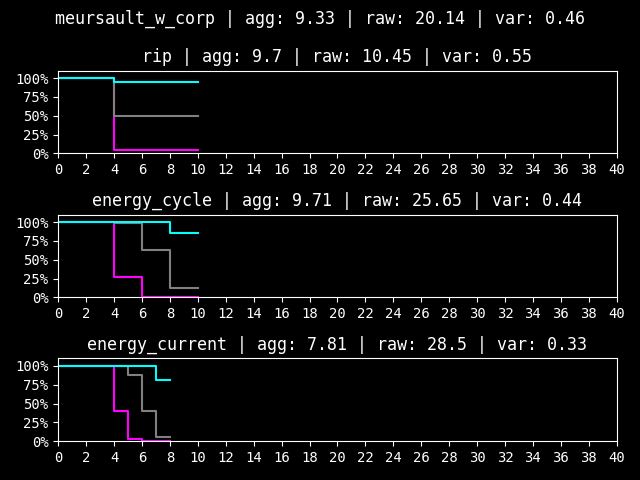 meursault_w_corp | agg: 9.33 | raw: 20.14 | var: 0.46
rip | agg: 9.7 | raw: 10.45 | var: 0.55
100%
75%
50%
25%
0%
0 2 4 6 8 10 12 14 16 18 20 22 24 26 28 30 32 34 36 38 40
energy_cycle | agg: 9.71 | raw: 25.65 | var: 0.44
100%
75%
50%
25%
0%
0 2 4 6 8 10 12 14 16 18 20 22 24 26 28 30 32 34 36 38 40
energy_current | agg: 7.81 | raw: 28.5 | var: 0.33
100%
75%
50%
25%
0%
0 2 4 6 8 10 12 14 16 18 20 22 24 26 28 30 32 34 36 38 40